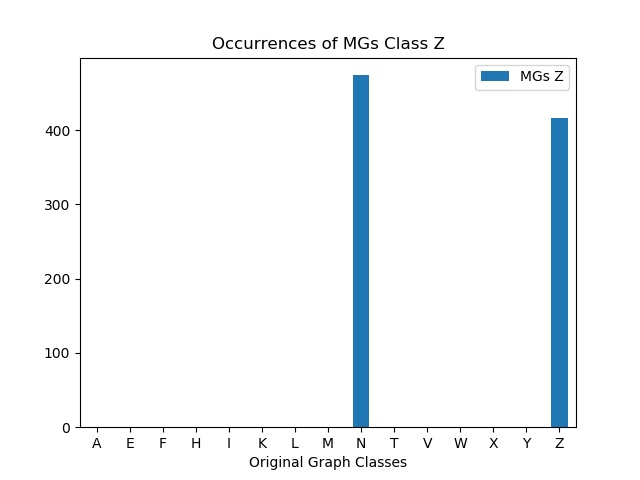 Occurrences of MGs Class Z
MGs Z
400
300
200
100
0
A E F H I K L M N T V W X Y Z
Original Graph Classes